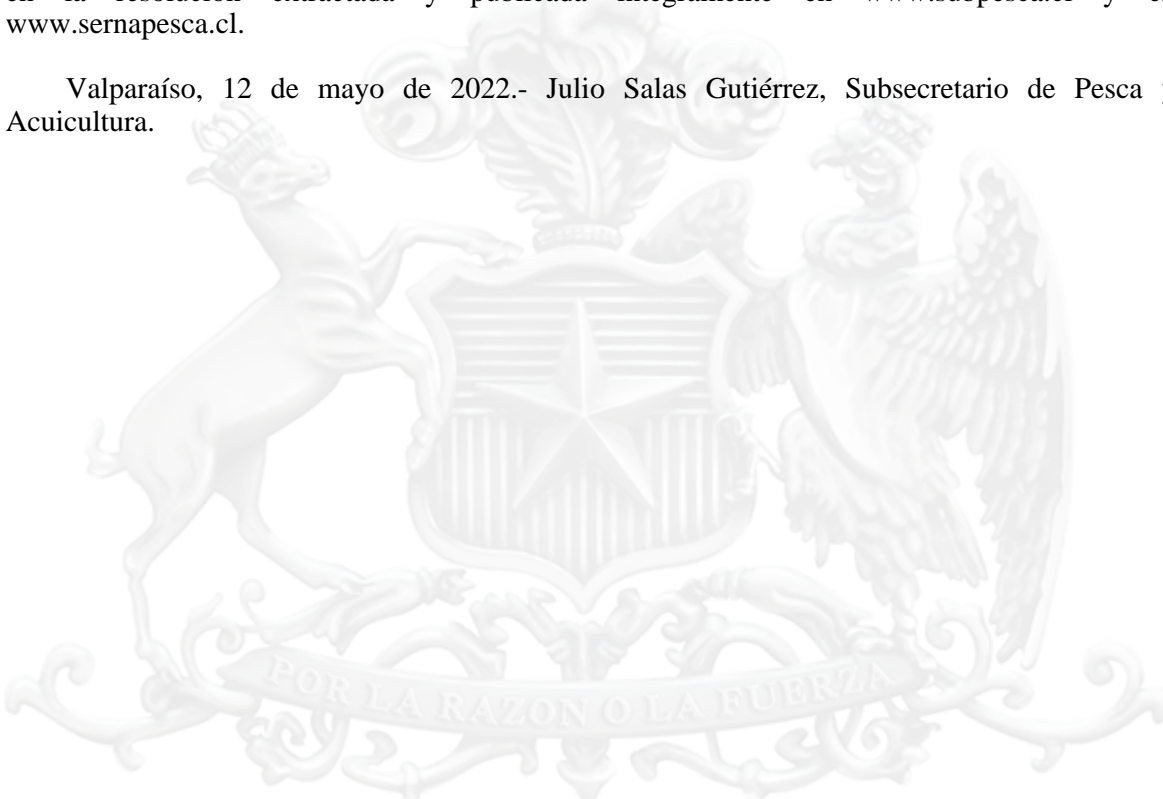 www.sernapesca.cl.
Valparaíso, 12 de mayo de 2022.- Julio Salas Gutiérrez, Subsecretario de Pesca
Acuicultura.
POR LA RAZON O LA FUERZA